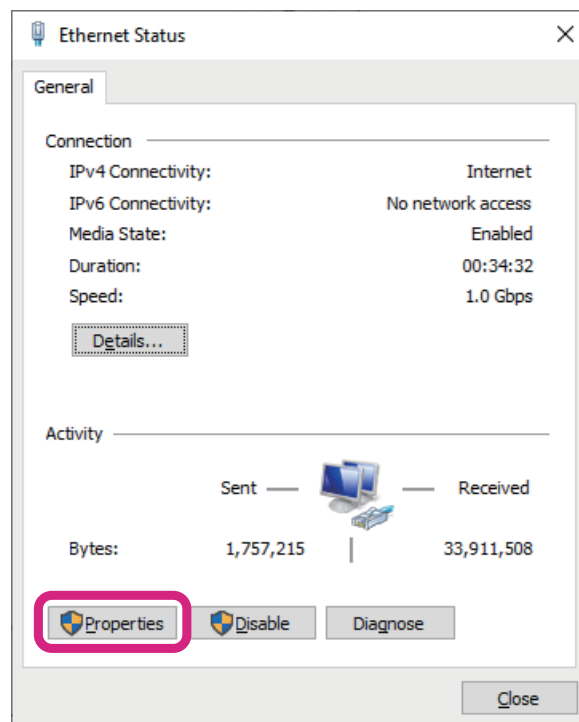 Ethernet Status
General
Connection
IPv4 Connectivity: Internet
IPv6 Connectivity: No network access
Media State: Enabled
Duration: 00:34:32
Speed: 1.0 Gbps
Details...
Activity
Sent Received
Bytes: 1,757,215 33,911,508
Properties Disable Diagnose
Close